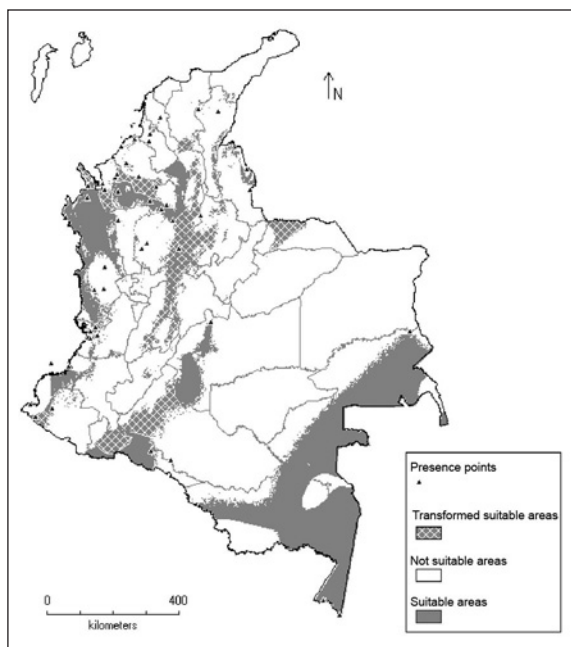 N
Presence points
Transformed suitable areas
Not suitable areas
Suitable areas
0 400
kilometers